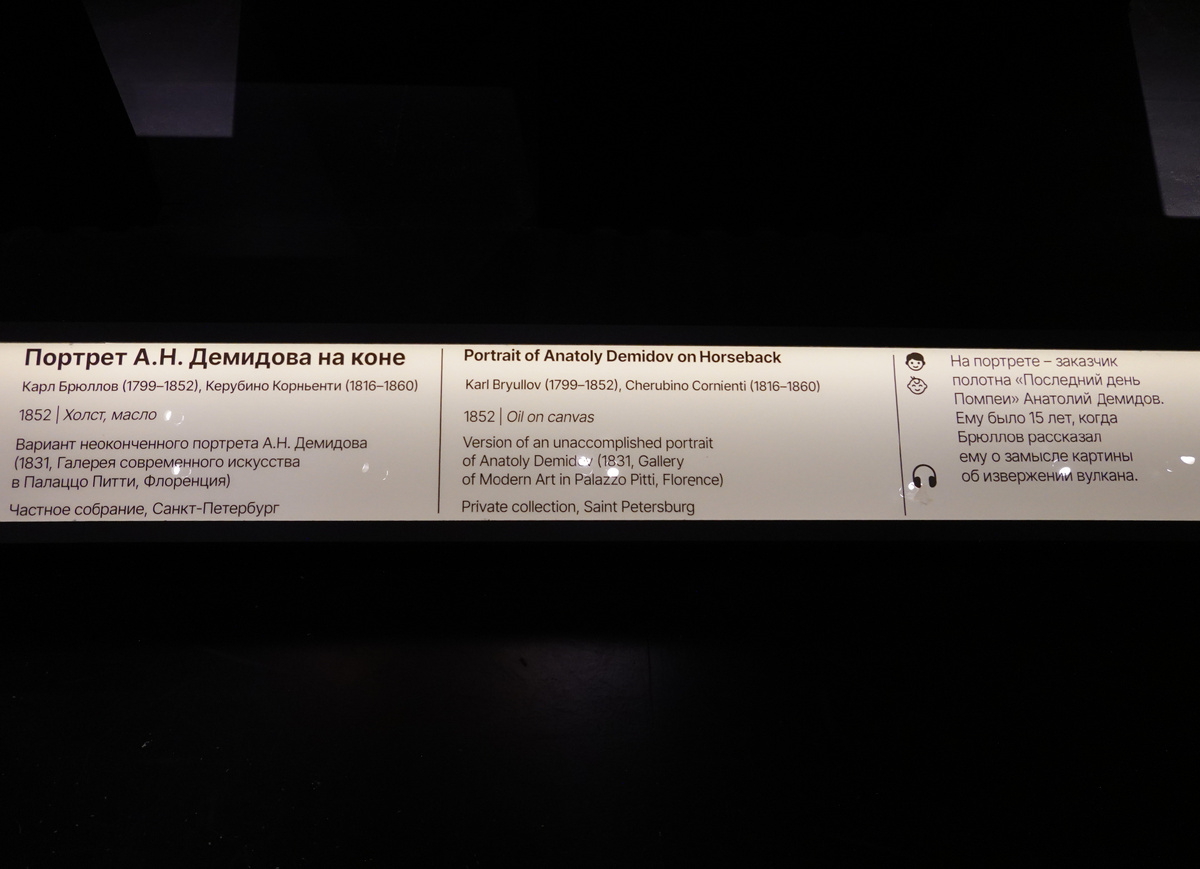 Портрет А.Н. Демидова на коне
Карл Брюллов (1799–1852), Керубино Корньенти (1816–1860)
1852 | Холст, масло
Вариант неоконченного портрета А.Н. Демидова
(1831, Галерея современного искусства
в Палаццо Питти, Флоренция)
Частное собрание, Санкт-Петербург
Portrait of Anatoly Demidov on Horseback
Karl Bryullov (1799–1852), Cherubino Cornienti (1816–1860)
1852 | Oil on canvas
Version of an unaccomplished portrait
of Anatoly Demidov (1831, Gallery
of Modern Art in Palazzo Pitti, Florence)
Private collection, Saint Petersburg
На портрете – заказчик
полотна «Последний день
Помпеи» Анатолий Демидов.
Ему было 15 лет, когда
Брюллов рассказал
ему о замысле картины
об извержении вулкана.